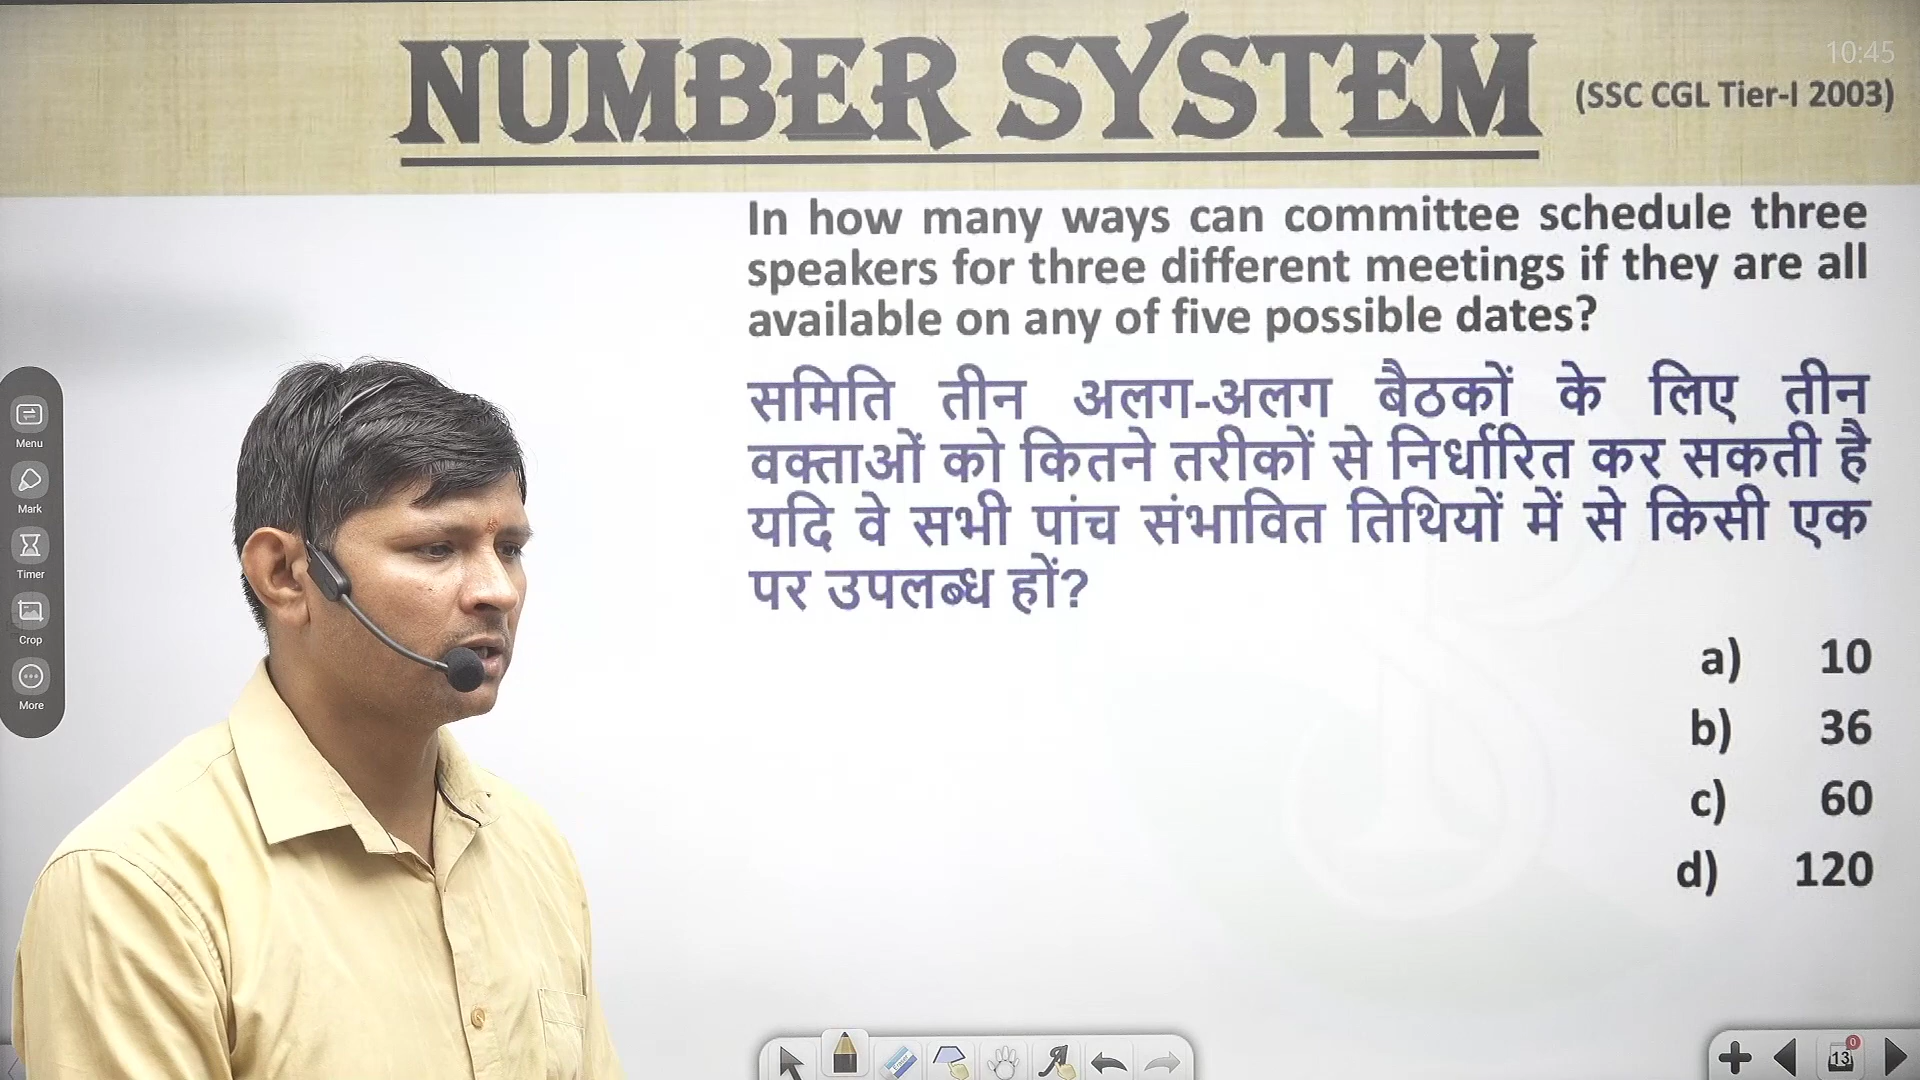 NUMBER SYSTEM
10:45
(SSC CGL Tier-I 2003)
In how many ways can committee schedule three
speakers for three different meetings if they are all
available on any of five possible dates?
समिति तीन अलग-अलग बैठकों के लिए तीन
वक्ताओं को कितने तरीकों से निर्धारित कर सकती है
यदि वे सभी पांच संभावित तिथियों में से किसी एक
पर उपलब्ध हों?
a) 10
b) 36
c) 60
d) 120
Menu
Mark
Timer
Crop
More
13
0